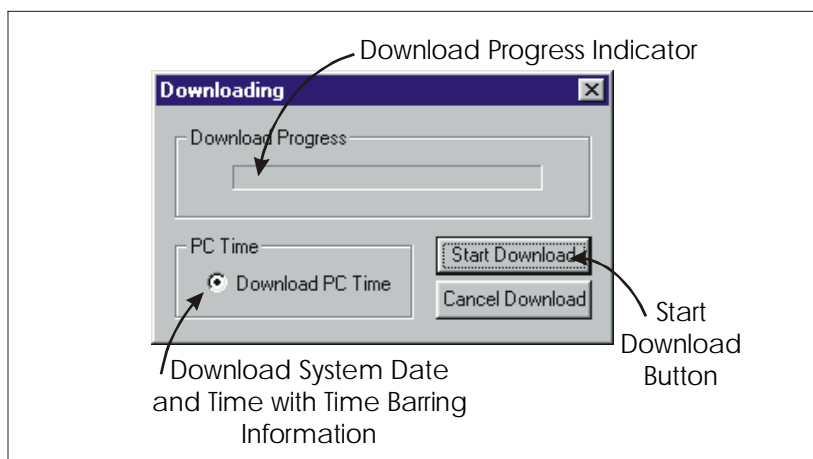 Download Progress Indicator
Downloading
Download Progress
PC Time
Download PC Time
Start Download
Cancel Download
Start
Download
Button
Download System Date
and Time with Time Barring
Information